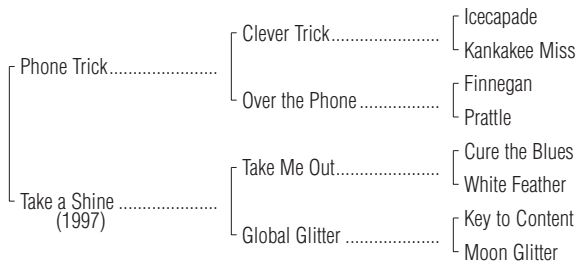 Icecapade
Clever Trick
Kankakee Miss
Phone Trick
Finnegan
Over the Phone
Prattle
Cure the Blues
Take Me Out
White Feather
Take a Shine
(1997)
Key to Content
Global Glitter
Moon Glitter